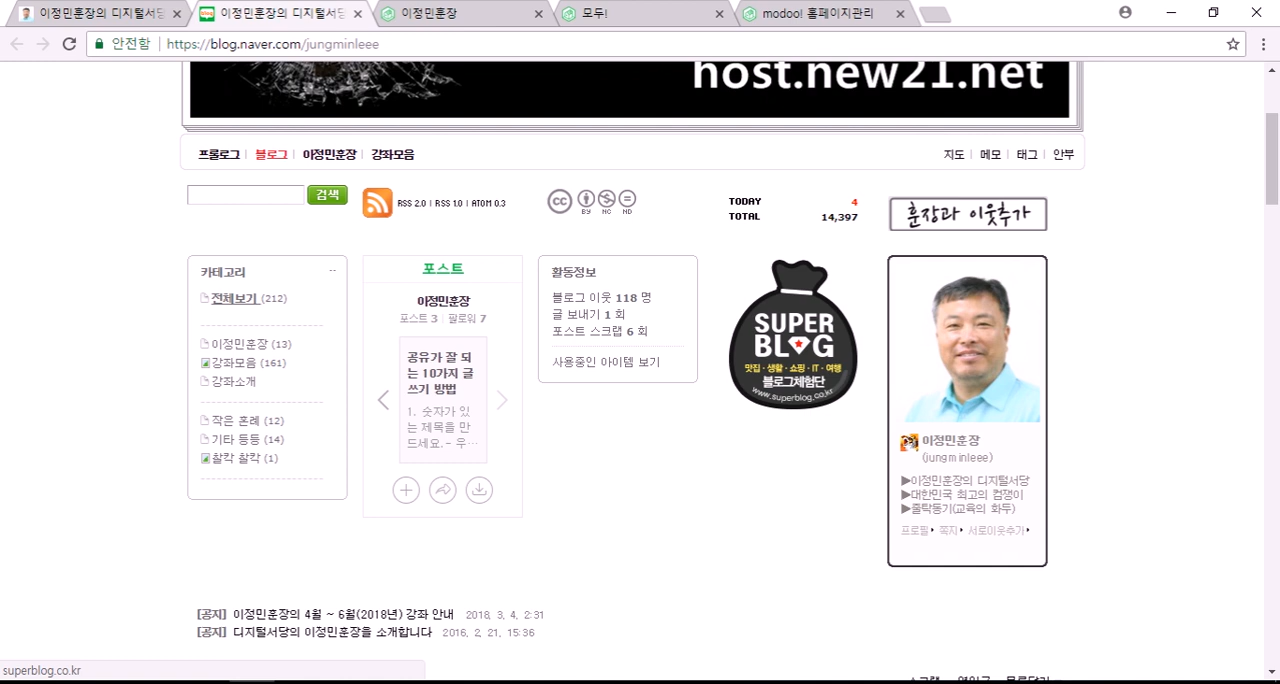 이정민훈장의 디지털서당
이정민훈장의 디지털서당
이정민훈장
모두!
modoo! 홈페이지관리
안전함
https://blog.naver.com/jungminleee
host.new21.net
프롤로그 | 블로그 | 이정민훈장 | 강좌모음
지도 | 메모 | 태그 | 안부
검색
RSS 2.0 | RSS 1.0 | ATOM 0.3
cc BY NC ND
TODAY 4
TOTAL 14,397
훈장과 이웃추가
카테고리
전체보기 (212)
이정민훈장 (13)
강좌모음 (161)
강좌소개
작은 혼례 (12)
기타 등등 (14)
찰칵 찰칵 (1)
포스트
이정민훈장
포스트 3 | 팔로워 7
공유가 잘 되
는 10가지 글
쓰기 방법
1. 숫자가 있
는 제목을 만
드세요.- 우…
활동정보
블로그 이웃 118 명
글 보내기 1 회
포스트 스크랩 6 회
사용중인 아이템 보기
SUPER
BLOG
맛집·생활·쇼핑·IT·여행
블로그체험단
www.superblog.co.kr
이정민훈장
(jungminleee)
▶이정민훈장의 디지털서당
▶대한민국 최고의 컴쟁이
▶줄탁동기(교육의 화두)
프로필 쪽지 서로이웃추가
[공지] 이정민훈장의 4월 ~ 6월(2018년) 강좌 안내 2018. 3. 4. 2:31
[공지] 디지털서당의 이정민훈장을 소개합니다 2016. 2. 21. 15:36
superblog.co.kr